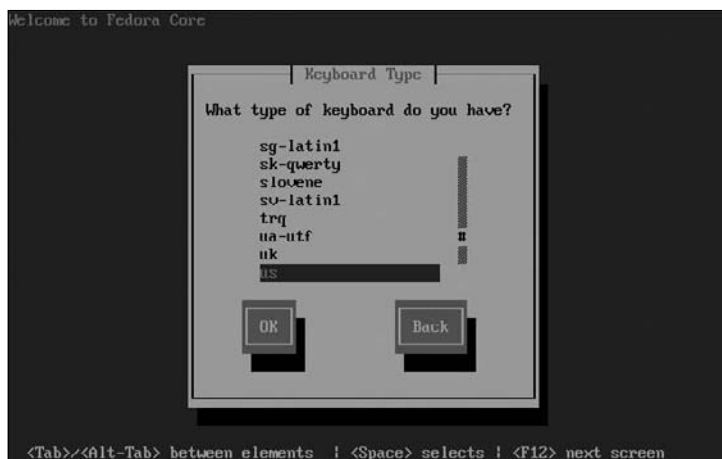 Welcome to Fedora Core
Keyboard Type
What type of keyboard do you have?
sg-latin1
sk-qwerty
slovene
sv-latin1
trq
ua-utf
#
uk
us
OK Back
<Tab>/<Alt-Tab> between elements | <Space> selects | <F12> next screen